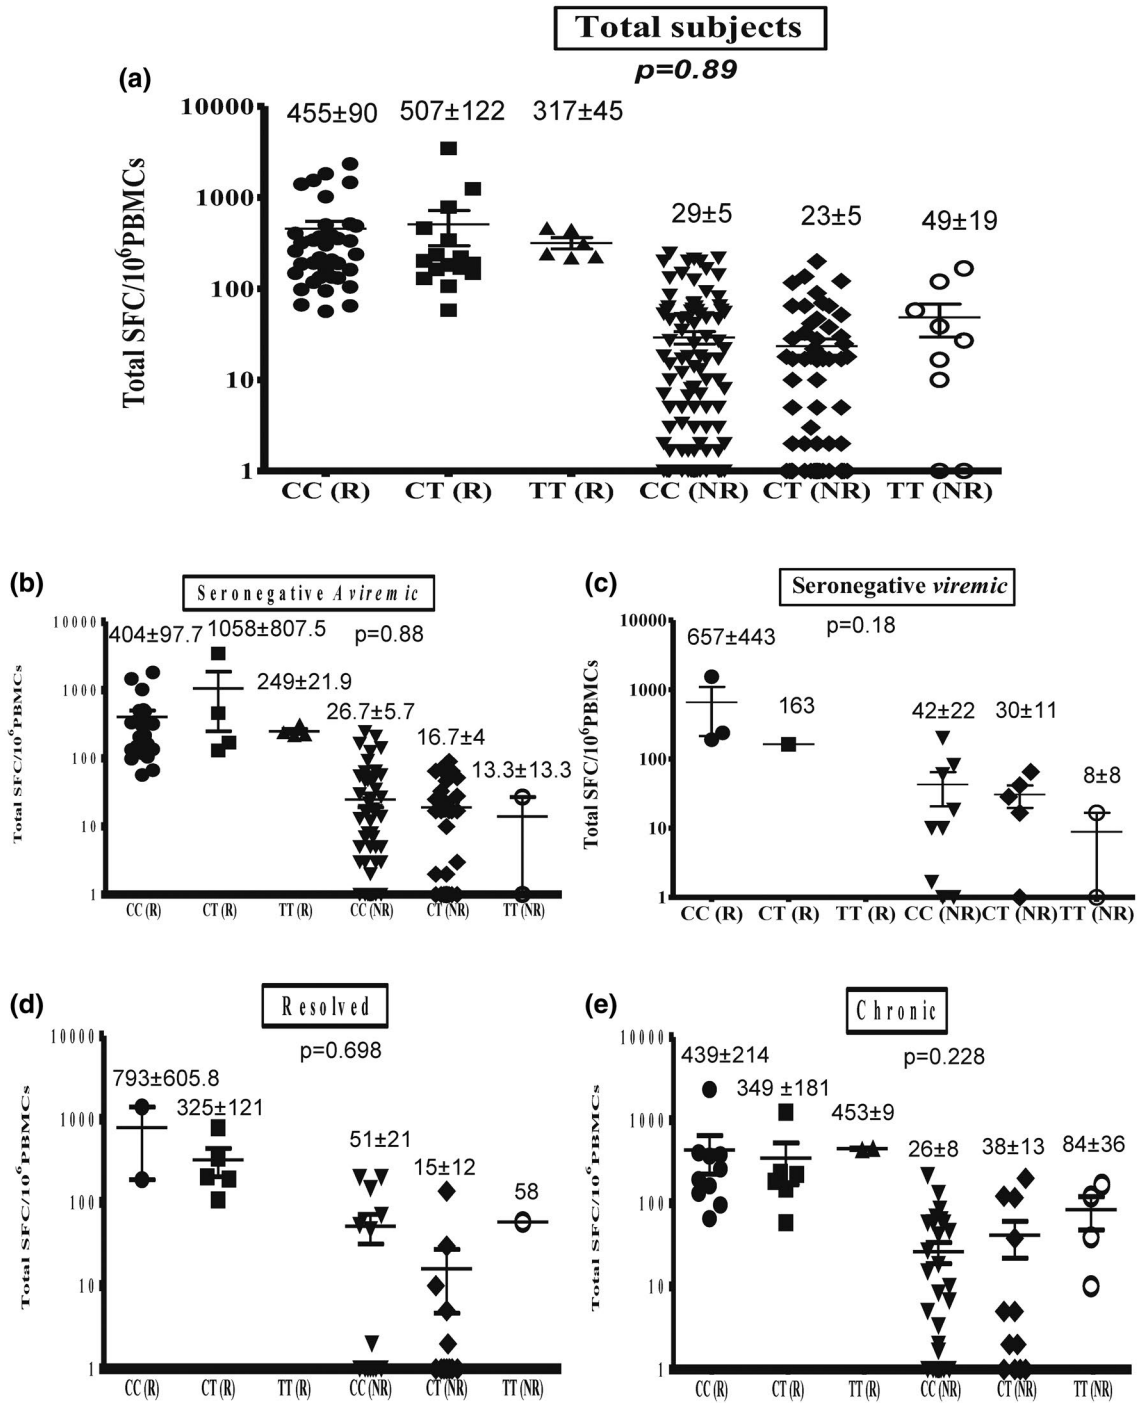 Total subjects
p=0.89
(a)
455±90 507±122 317±45 29±5 23±5 49±19
Total SFC/10⁶PBMCs
10000
1000
100
10
1
CC (R) CT (R) TT (R) CC (NR) CT (NR) TT (NR)
(b)
Seronegative Aviremic
p=0.88
404±97.7 1058±807.5 249±21.9 26.7±5.7 16.7±4 13.3±13.3
Total SFC/10⁶PBMCs
10000
1000
100
10
1
CC (R) CT (R) TT (R) CC (NR) CT (NR) TT (NR)
(c)
Seronegative viremic
p=0.18
657±443 163 42±22 30±11 8±8
Total SFC/10⁶PBMCs
10000
1000
100
10
1
CC (R) CT (R) TT (R) CC (NR) CT (NR) TT (NR)
(d)
Resolved
p=0.698
793±605.8 325±121 51±21 15±12 58
Total SFC/10⁶PBMCs
10000
1000
100
10
1
CC (R) CT (R) TT (R) CC (NR) CT (NR) TT (NR)
(e)
Chronic
p=0.228
439±214 349 ±181 453±9 26±8 38±13 84±36
Total SFC/10⁶PBMCs
10000
1000
100
10
1
CC (R) CT (R) TT (R) CC (NR) CT (NR) TT (NR)